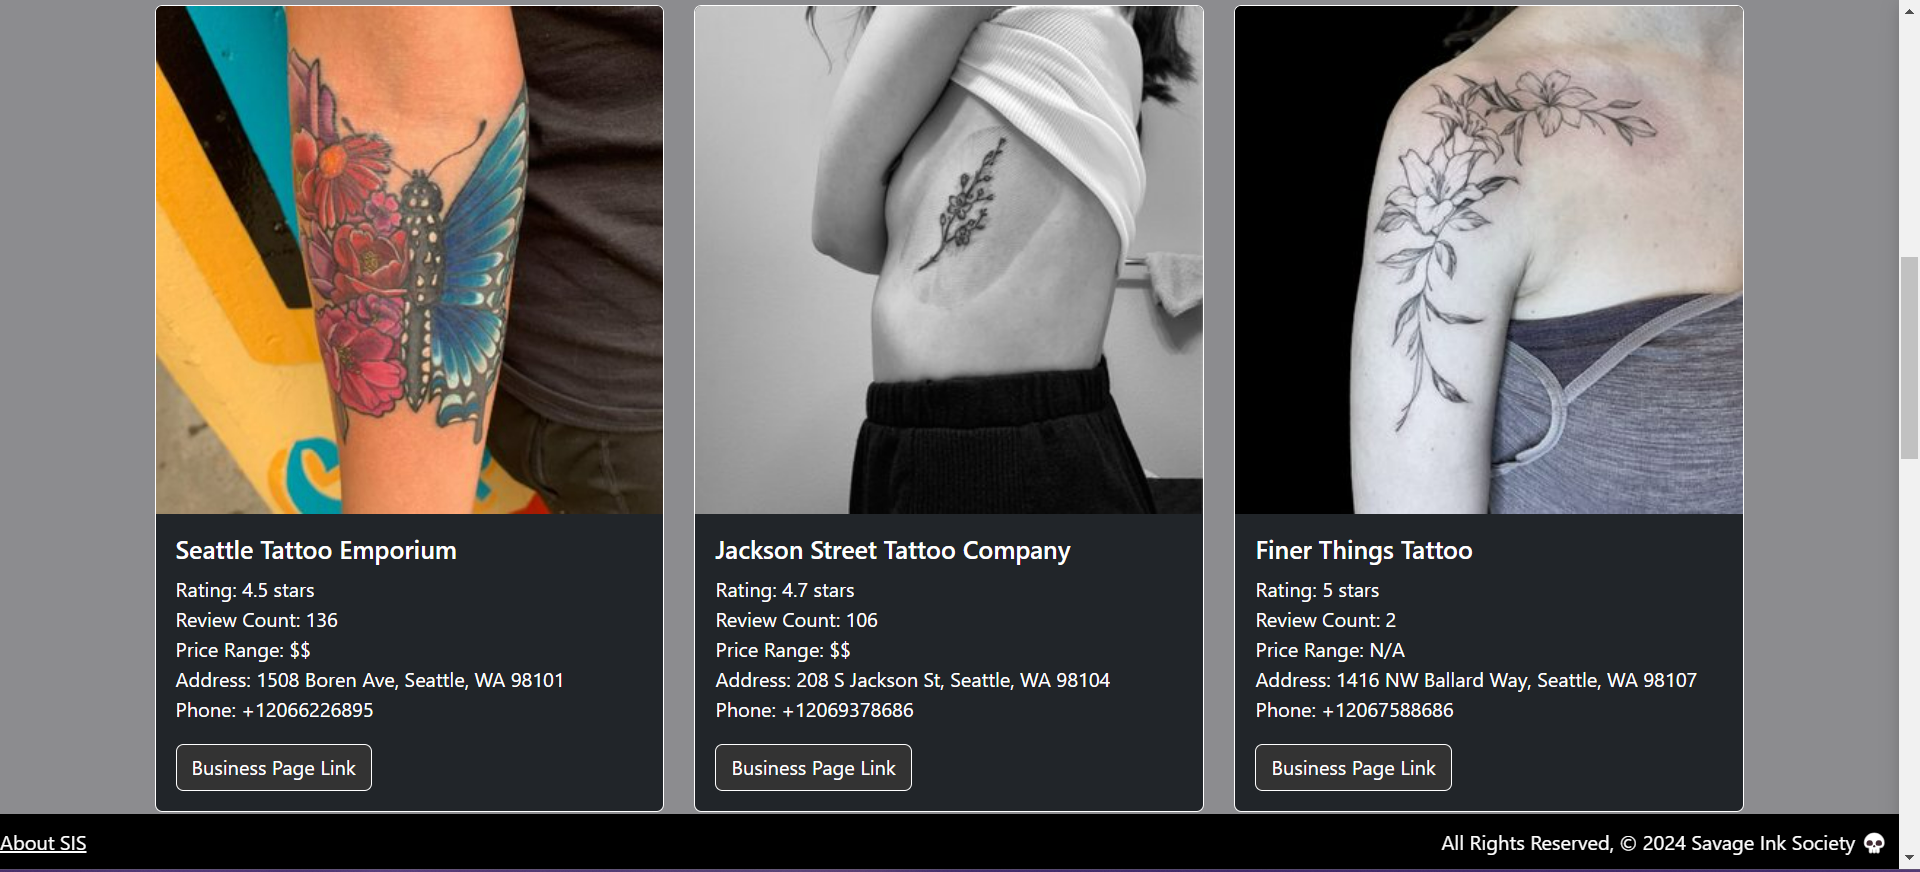 Seattle Tattoo Emporium
Rating: 4.5 stars
Review Count: 136
Price Range: $$
Address: 1508 Boren Ave, Seattle, WA 98101
Phone: +12066226895
Business Page Link
Jackson Street Tattoo Company
Rating: 4.7 stars
Review Count: 106
Price Range: $$
Address: 208 S Jackson St, Seattle, WA 98104
Phone: +12069378686
Business Page Link
Finer Things Tattoo
Rating: 5 stars
Review Count: 2
Price Range: N/A
Address: 1416 NW Ballard Way, Seattle, WA 98107
Phone: +12067588686
Business Page Link
About SIS
All Rights Reserved, © 2024 Savage Ink Society 💀